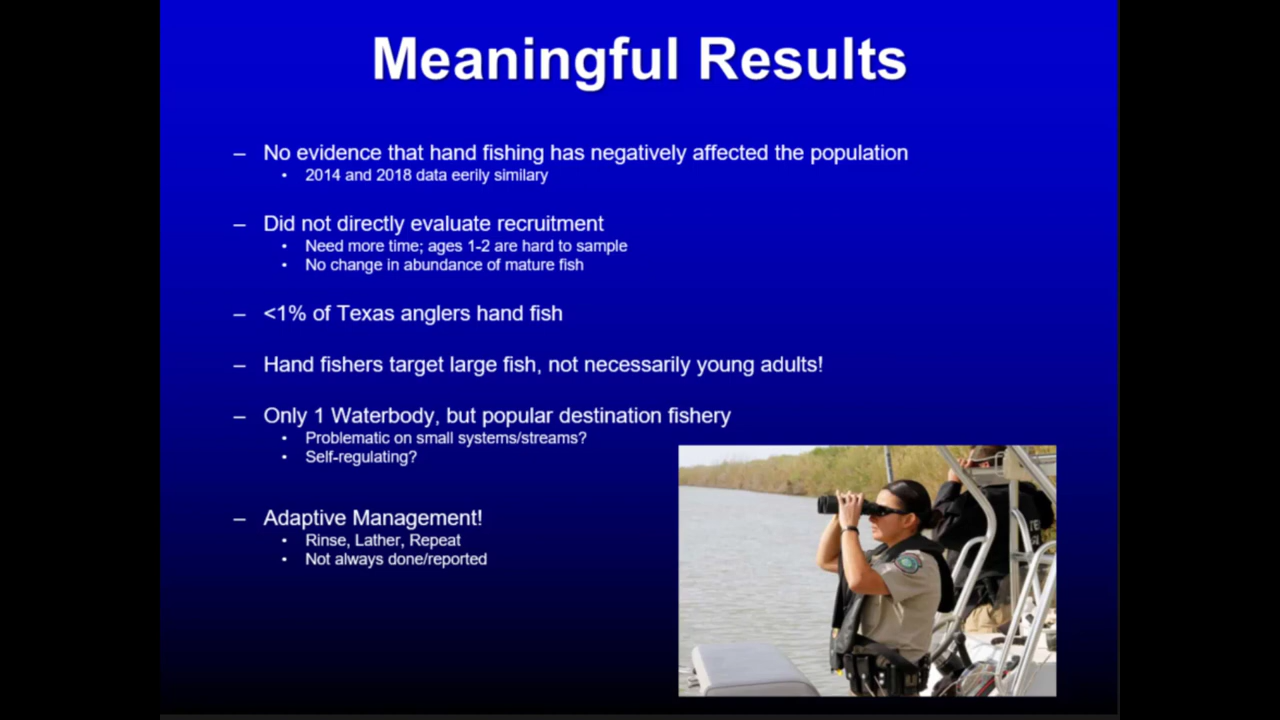 Meaningful Results
– No evidence that hand fishing has negatively affected the population
• 2014 and 2018 data eerily similary
– Did not directly evaluate recruitment
• Need more time; ages 1-2 are hard to sample
• No change in abundance of mature fish
– <1% of Texas anglers hand fish
– Hand fishers target large fish, not necessarily young adults!
– Only 1 Waterbody, but popular destination fishery
• Problematic on small systems/streams?
• Self-regulating?
– Adaptive Management!
• Rinse, Lather, Repeat
• Not always done/reported